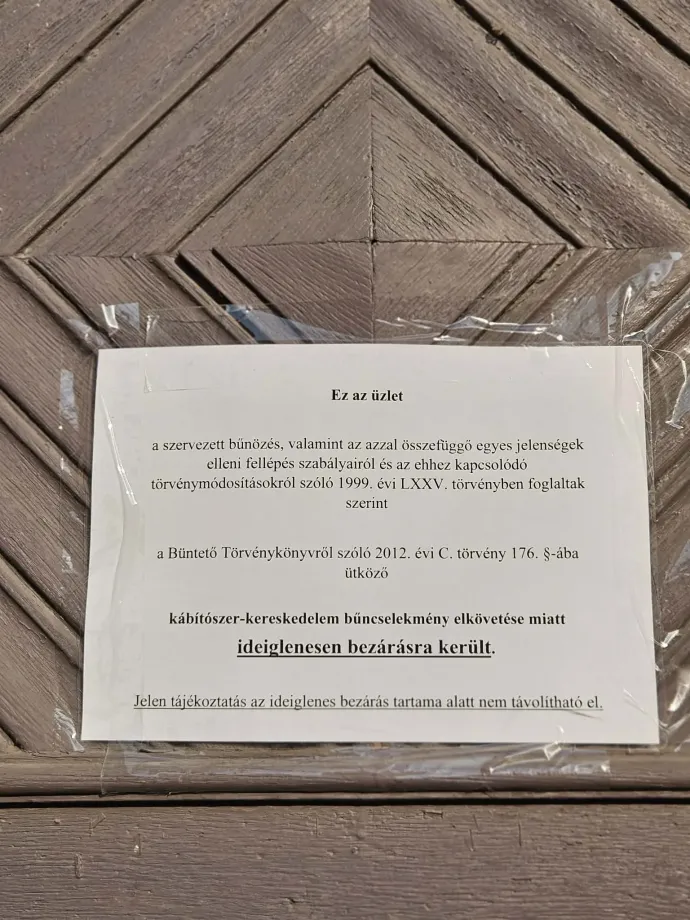 Ez az üzlet
a szervezett bűnözés, valamint az azzal összefüggő egyes jelenségek
elleni fellépés szabályairól és az ehhez kapcsolódó
törvénymódosításokról szóló 1999. évi LXXV. törvényben foglaltak
szerint
a Büntető Törvénykönyvről szóló 2012. évi C. törvény 176. §-ába
ütköző
kábítószer-kereskedelem bűncselekmény elkövetése miatt
ideiglenesen bezárásra került.
Jelen tájékoztatás az ideiglenes bezárás tartama alatt nem távolítható el.